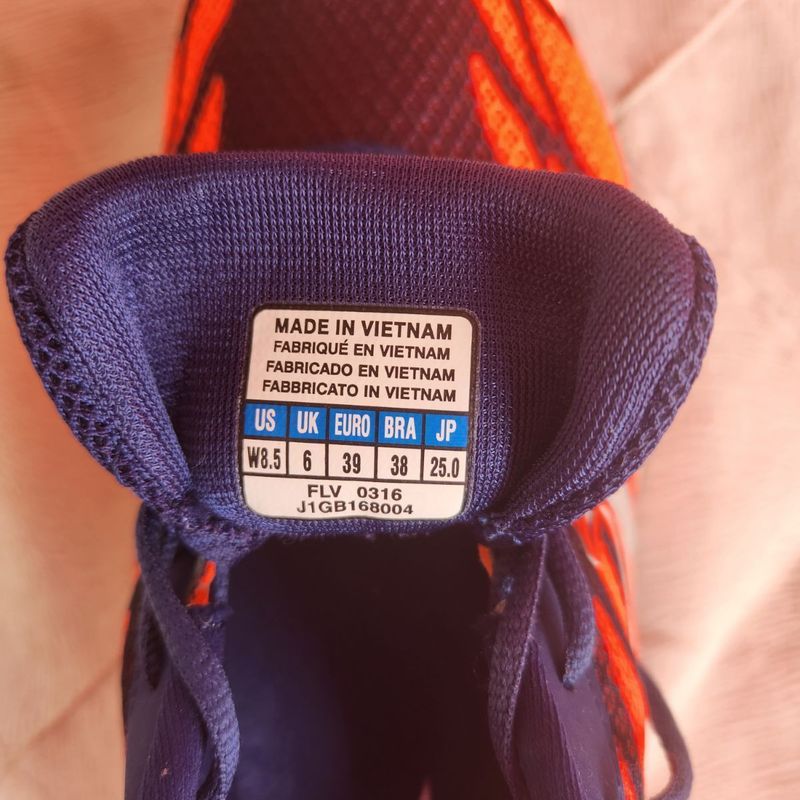 MADE IN VIETNAM
FABRIQUÉ EN VIETNAM
FABRICADO EN VIETNAM
FABBRICATO IN VIETNAM
US UK EURO BRA JP
W8.5 6 39 38 25.0
FLV 0316
J1GB168004